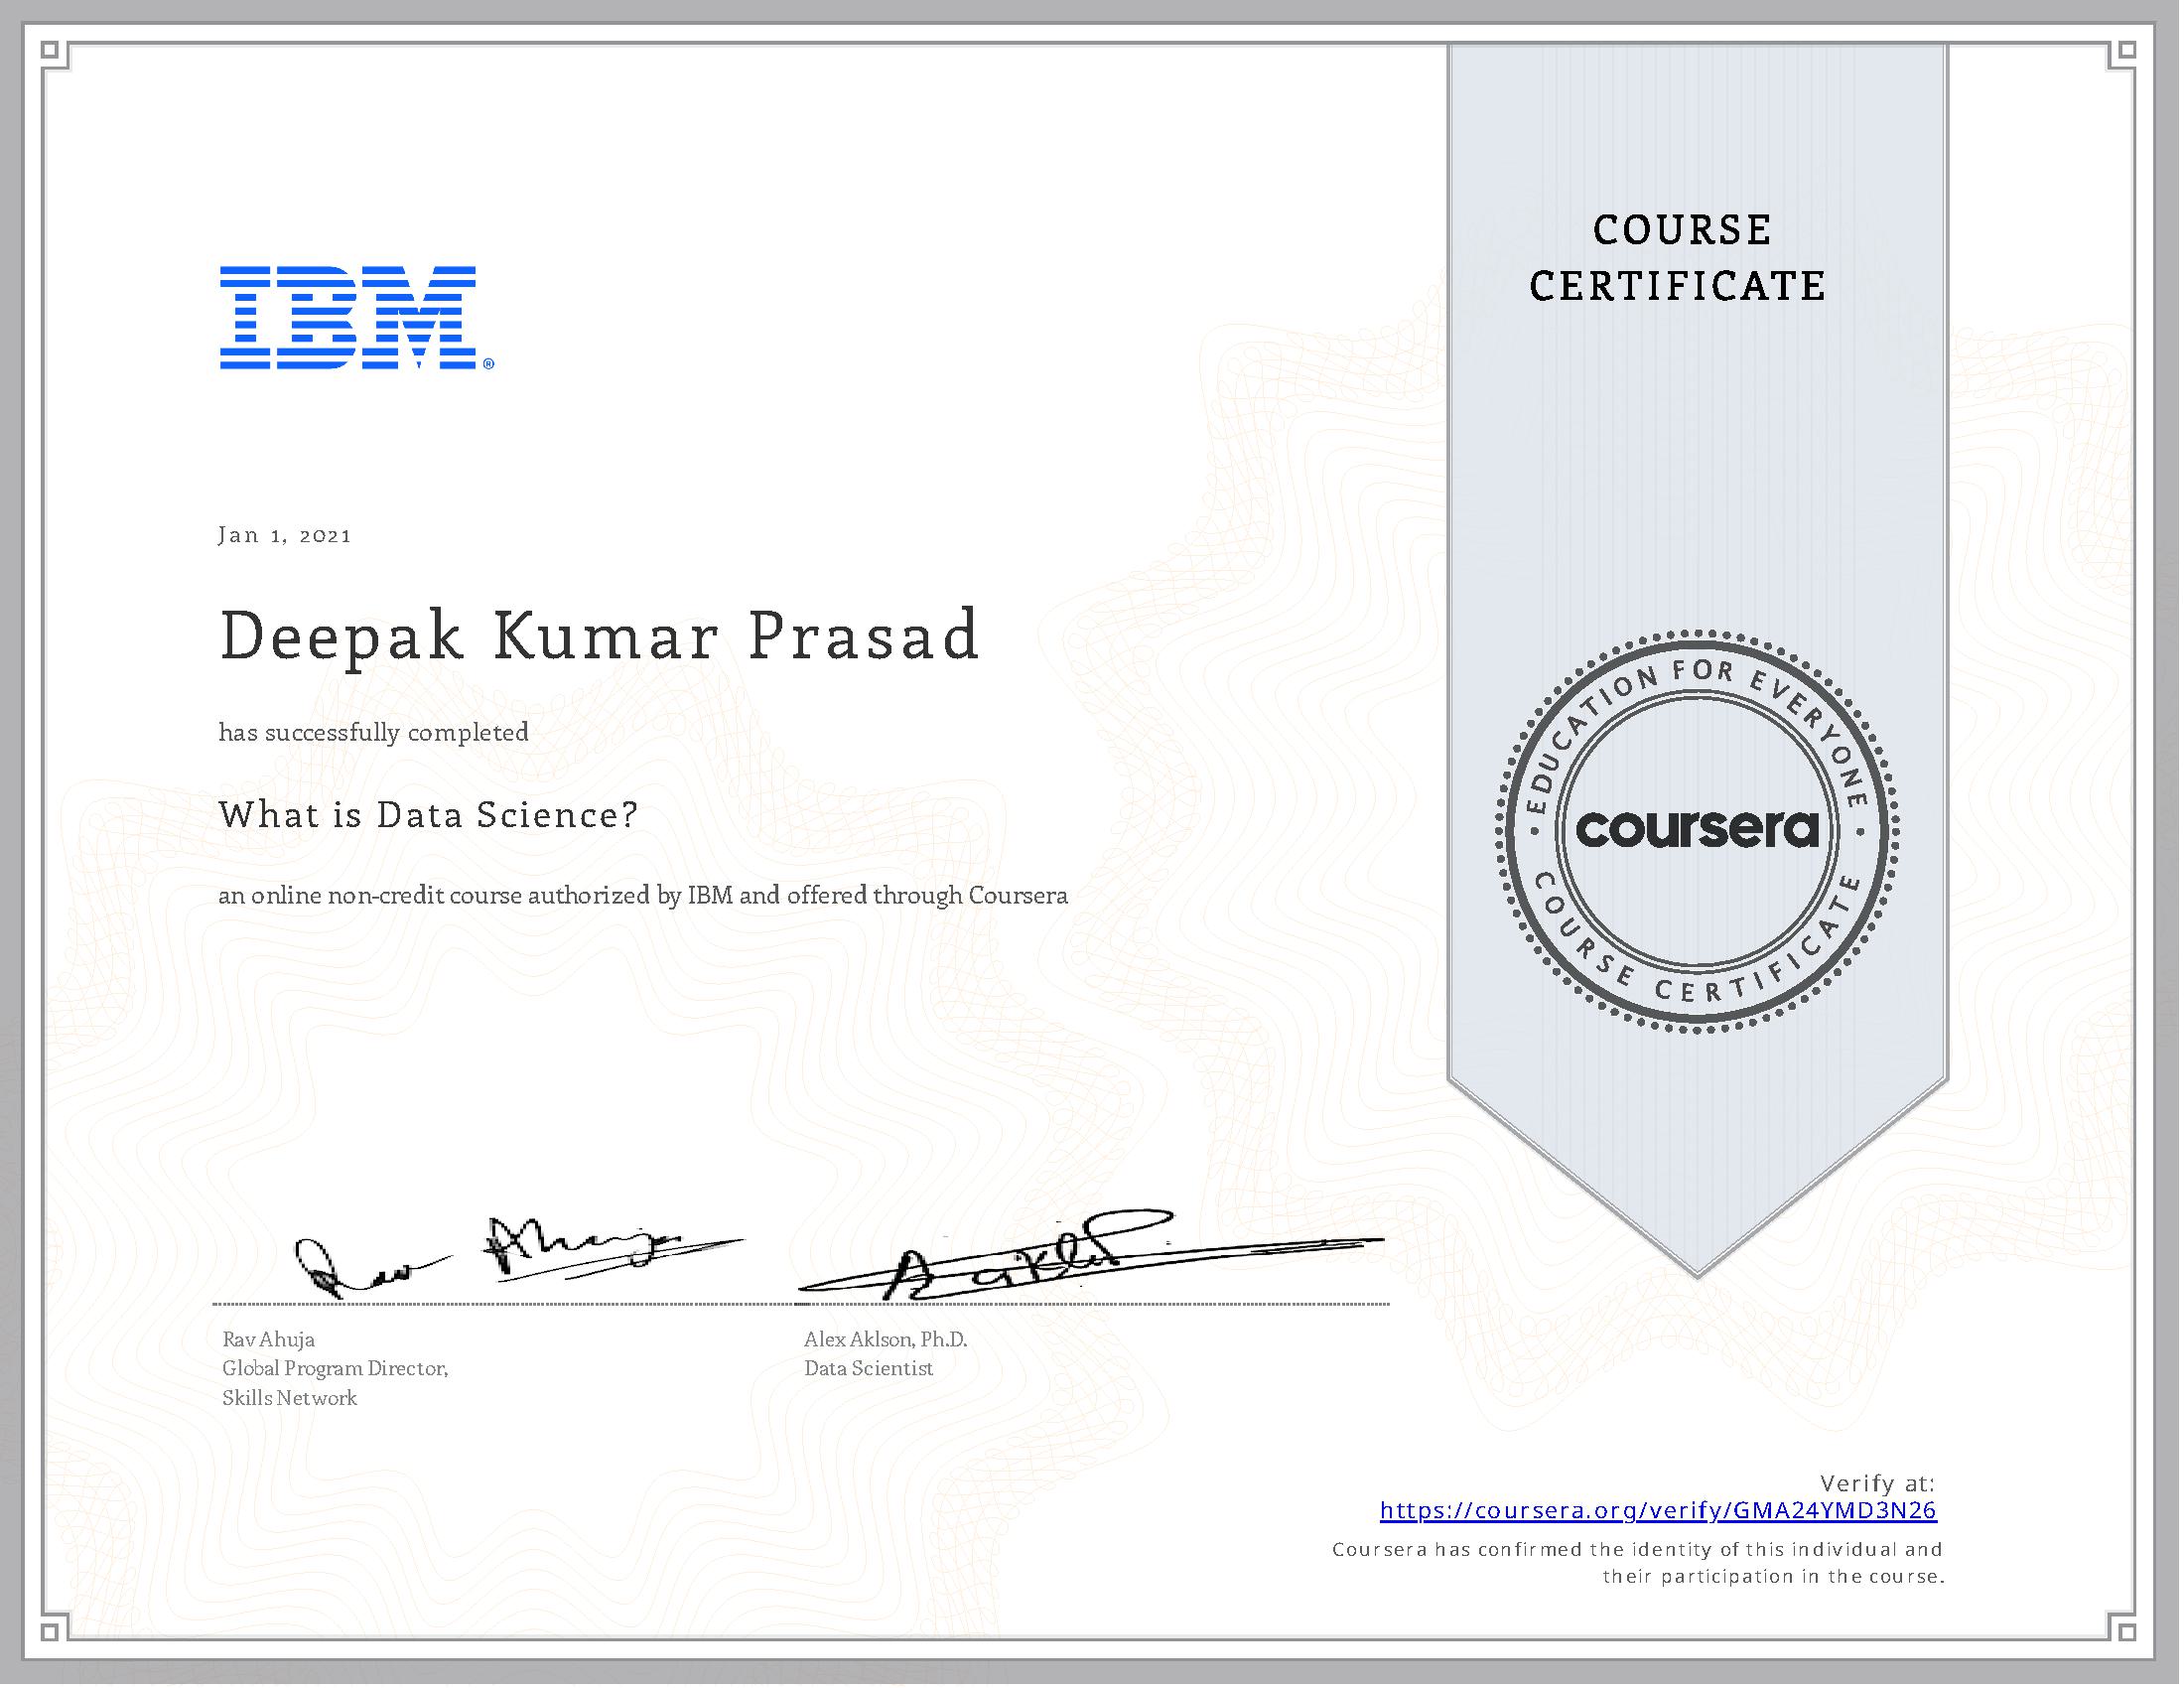 COURSE
CERTIFICATE
IBM®
Jan 1, 2021
Deepak Kumar Prasad
has successfully completed
What is Data Science?
an online non-credit course authorized by IBM and offered through Coursera
EDUCATION FOR EVERYONE
coursera
COURSE CERTIFICATE
Rav Ahuja
Global Program Director,
Skills Network
Alex Aklson, Ph.D.
Data Scientist
Verify at:
https://coursera.org/verify/GMA24YMD3N26
Coursera has confirmed the identity of this individual and
their participation in the course.